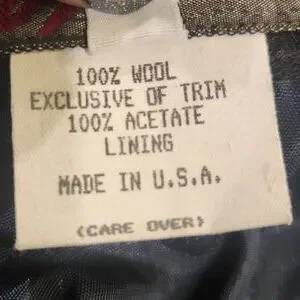 100% WOOL
EXCLUSIVE OF TRIM
100% ACETATE
LINING
MADE IN U.S.A.
(CARE OVER)